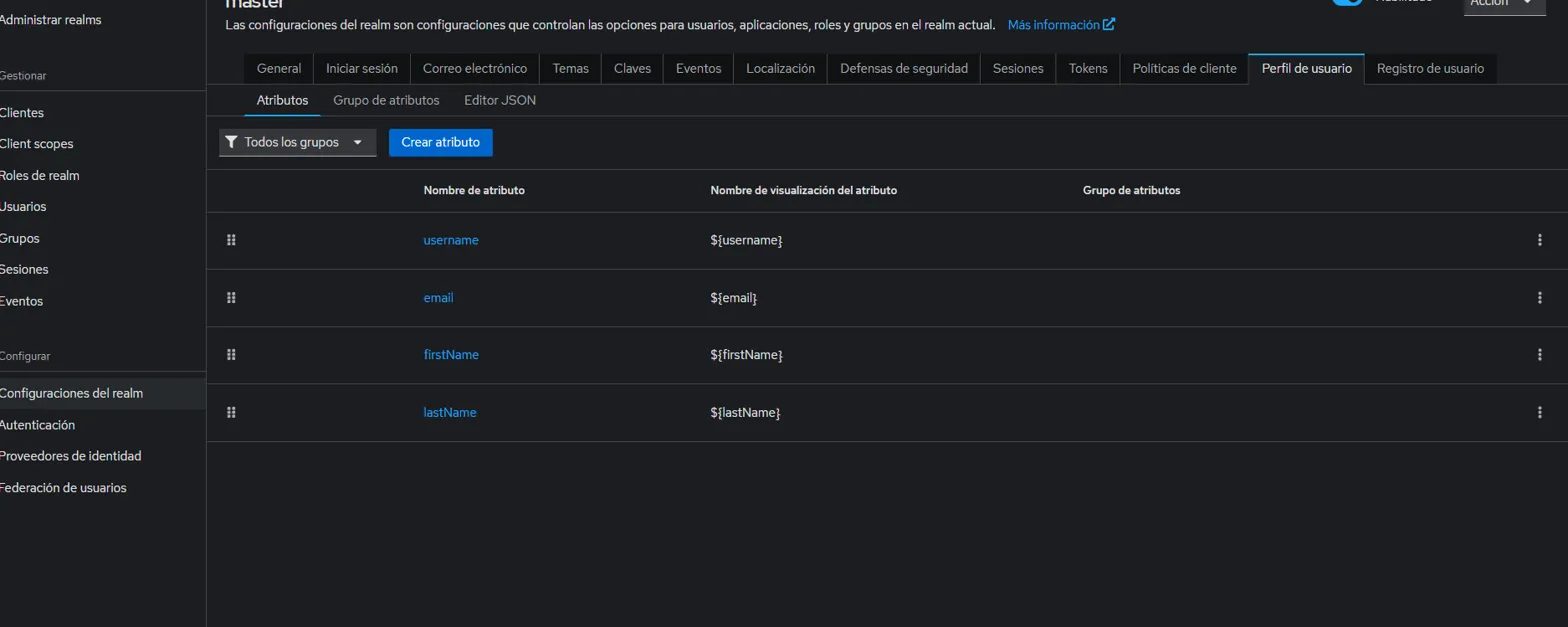 master
Administrar realms
Las configuraciones del realm son configuraciones que controlan las opciones para usuarios, aplicaciones, roles y grupos en el realm actual. Más información
Acción
Gestionar
Clientes
Client scopes
Roles de realm
Usuarios
Grupos
Sesiones
Eventos
Configurar
Configuraciones del realm
Autenticación
Proveedores de identidad
Federación de usuarios
General Iniciar sesión Correo electrónico Temas Claves Eventos Localización Defensas de seguridad Sesiones Tokens Políticas de cliente Perfil de usuario Registro de usuario
Atributos Grupo de atributos Editor JSON
Todos los grupos Crear atributo
Nombre de atributo Nombre de visualización del atributo Grupo de atributos
username ${username}
email ${email}
firstName ${firstName}
lastName ${lastName}